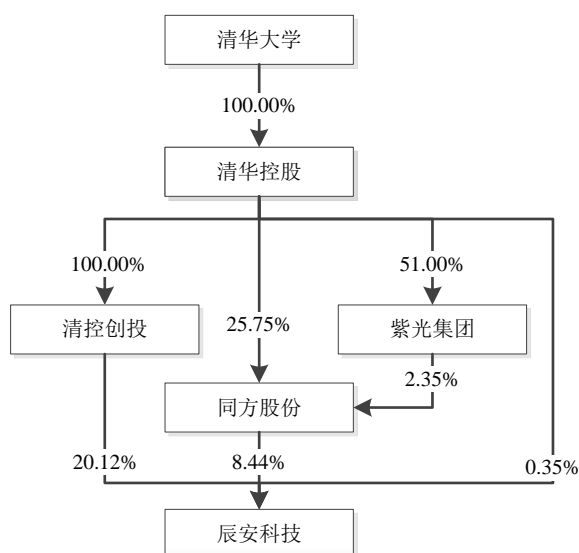 清华大学
100.00%
清华控股
100.00%
51.00%
清控创投
25.75%
紫光集团
2.35%
同方股份
20.12%
8.44%
0.35%
辰安科技